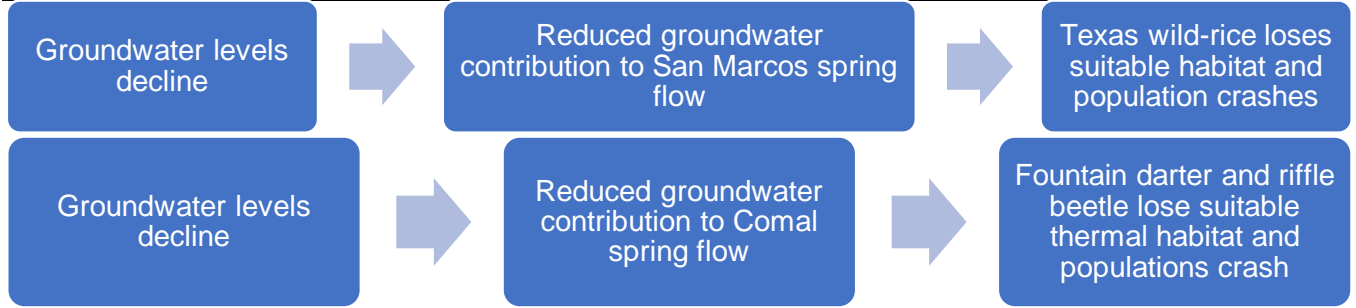 Groundwater levels
decline
Reduced groundwater
contribution to San Marcos spring
flow
Texas wild-rice loses
suitable habitat and
population crashes
Groundwater levels
decline
Reduced groundwater
contribution to Comal
spring flow
Fountain darter and riffle
beetle lose suitable
thermal habitat and
populations crash